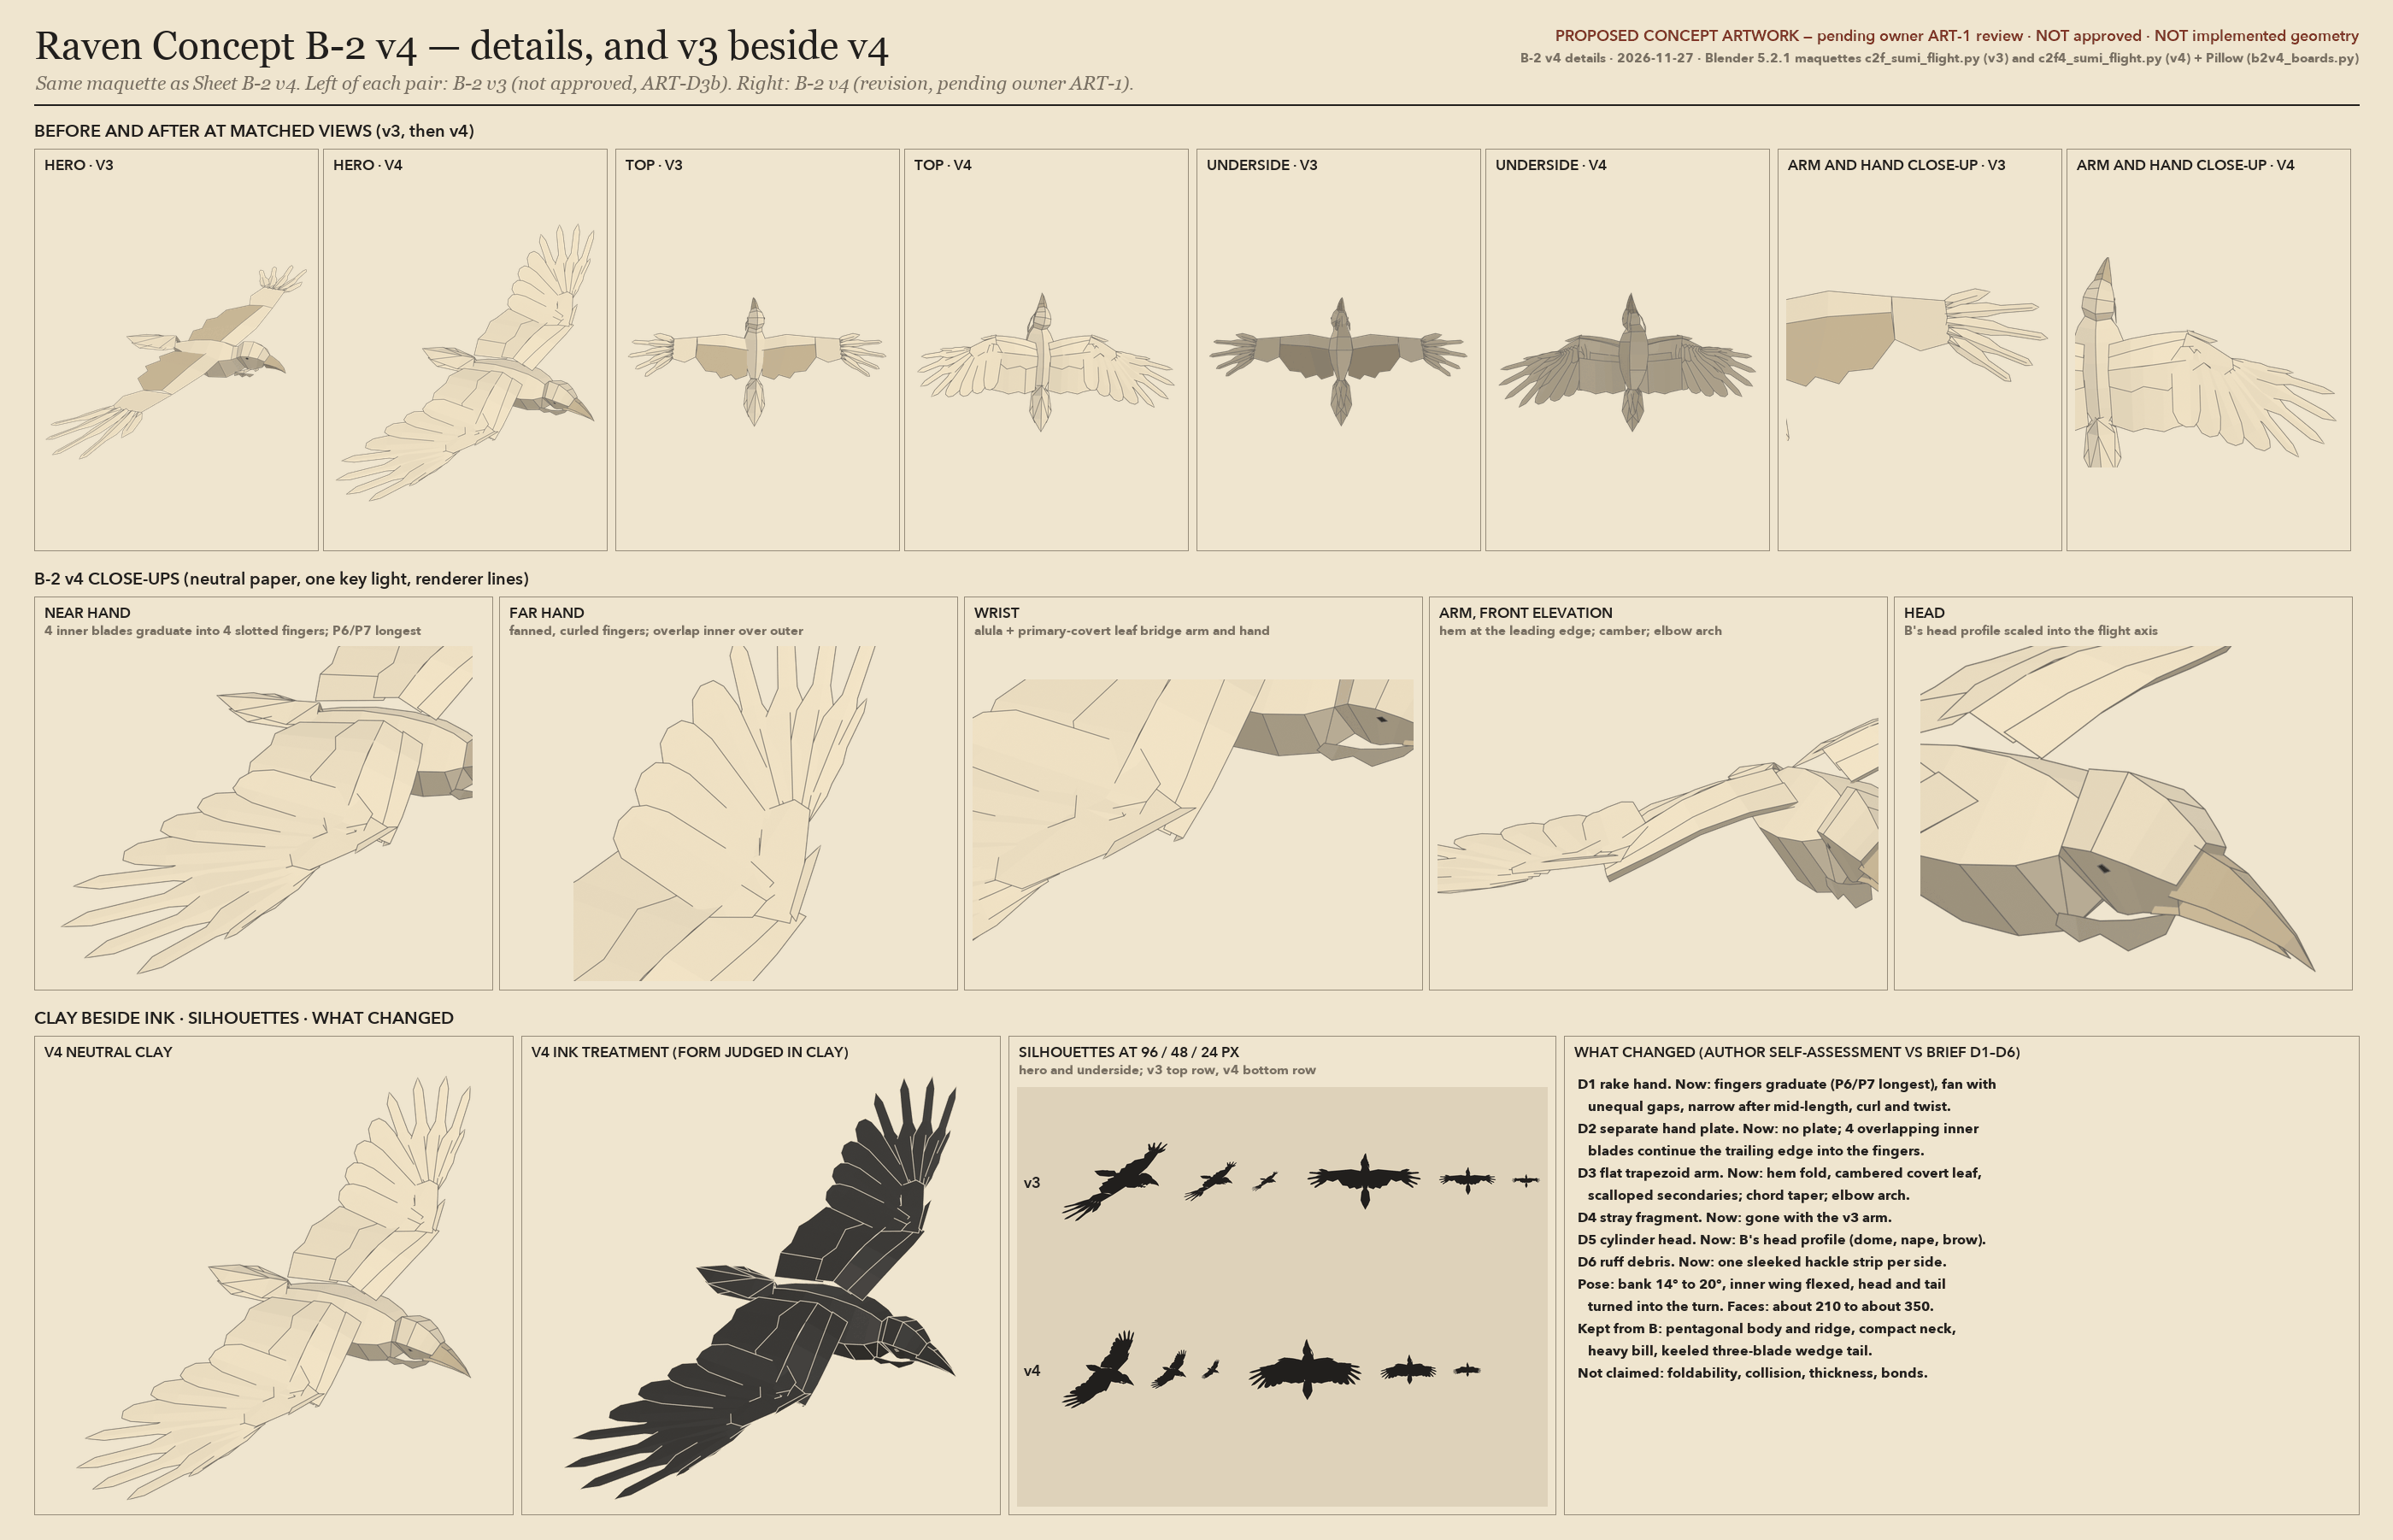 Raven Concept B-2 v4 — details, and v3 beside v4
Same maquette as Sheet B-2 v4. Left of each pair: B-2 v3 (not approved, ART-D3b). Right: B-2 v4 (revision, pending owner ART-1).
PROPOSED CONCEPT ARTWORK — pending owner ART-1 review · NOT approved · NOT implemented geometry
B-2 v4 details · 2026-11-27 · Blender 5.2.1 maquettes c2f_sumi_flight.py (v3) and c2f4_sumi_flight.py (v4) + Pillow (b2v4_boards.py)
BEFORE AND AFTER AT MATCHED VIEWS (v3, then v4)
HERO · V3
HERO · V4
TOP · V3
TOP · V4
UNDERSIDE · V3
UNDERSIDE · V4
ARM AND HAND CLOSE-UP · V3
ARM AND HAND CLOSE-UP · V4
B-2 v4 CLOSE-UPS (neutral paper, one key light, renderer lines)
NEAR HAND
4 inner blades graduate into 4 slotted fingers; P6/P7 longest
FAR HAND
fanned, curled fingers; overlap inner over outer
WRIST
alula + primary-covert leaf bridge arm and hand
ARM, FRONT ELEVATION
hem at the leading edge; camber; elbow arch
HEAD
B's head profile scaled into the flight axis
CLAY BESIDE INK · SILHOUETTES · WHAT CHANGED
V4 NEUTRAL CLAY
V4 INK TREATMENT (FORM JUDGED IN CLAY)
SILHOUETTES AT 96 / 48 / 24 PX
hero and underside; v3 top row, v4 bottom row
v3
v4
WHAT CHANGED (AUTHOR SELF-ASSESSMENT VS BRIEF D1–D6)
D1 rake hand. Now: fingers graduate (P6/P7 longest), fan with
unequal gaps, narrow after mid-length, curl and twist.
D2 separate hand plate. Now: no plate; 4 overlapping inner
blades continue the trailing edge into the fingers.
D3 flat trapezoid arm. Now: hem fold, cambered covert leaf,
scalloped secondaries; chord taper; elbow arch.
D4 stray fragment. Now: gone with the v3 arm.
D5 cylinder head. Now: B's head profile (dome, nape, brow).
D6 ruff debris. Now: one sleeked hackle strip per side.
Pose: bank 14° to 20°, inner wing flexed, head and tail
turned into the turn. Faces: about 210 to about 350.
Kept from B: pentagonal body and ridge, compact neck,
heavy bill, keeled three-blade wedge tail.
Not claimed: foldability, collision, thickness, bonds.